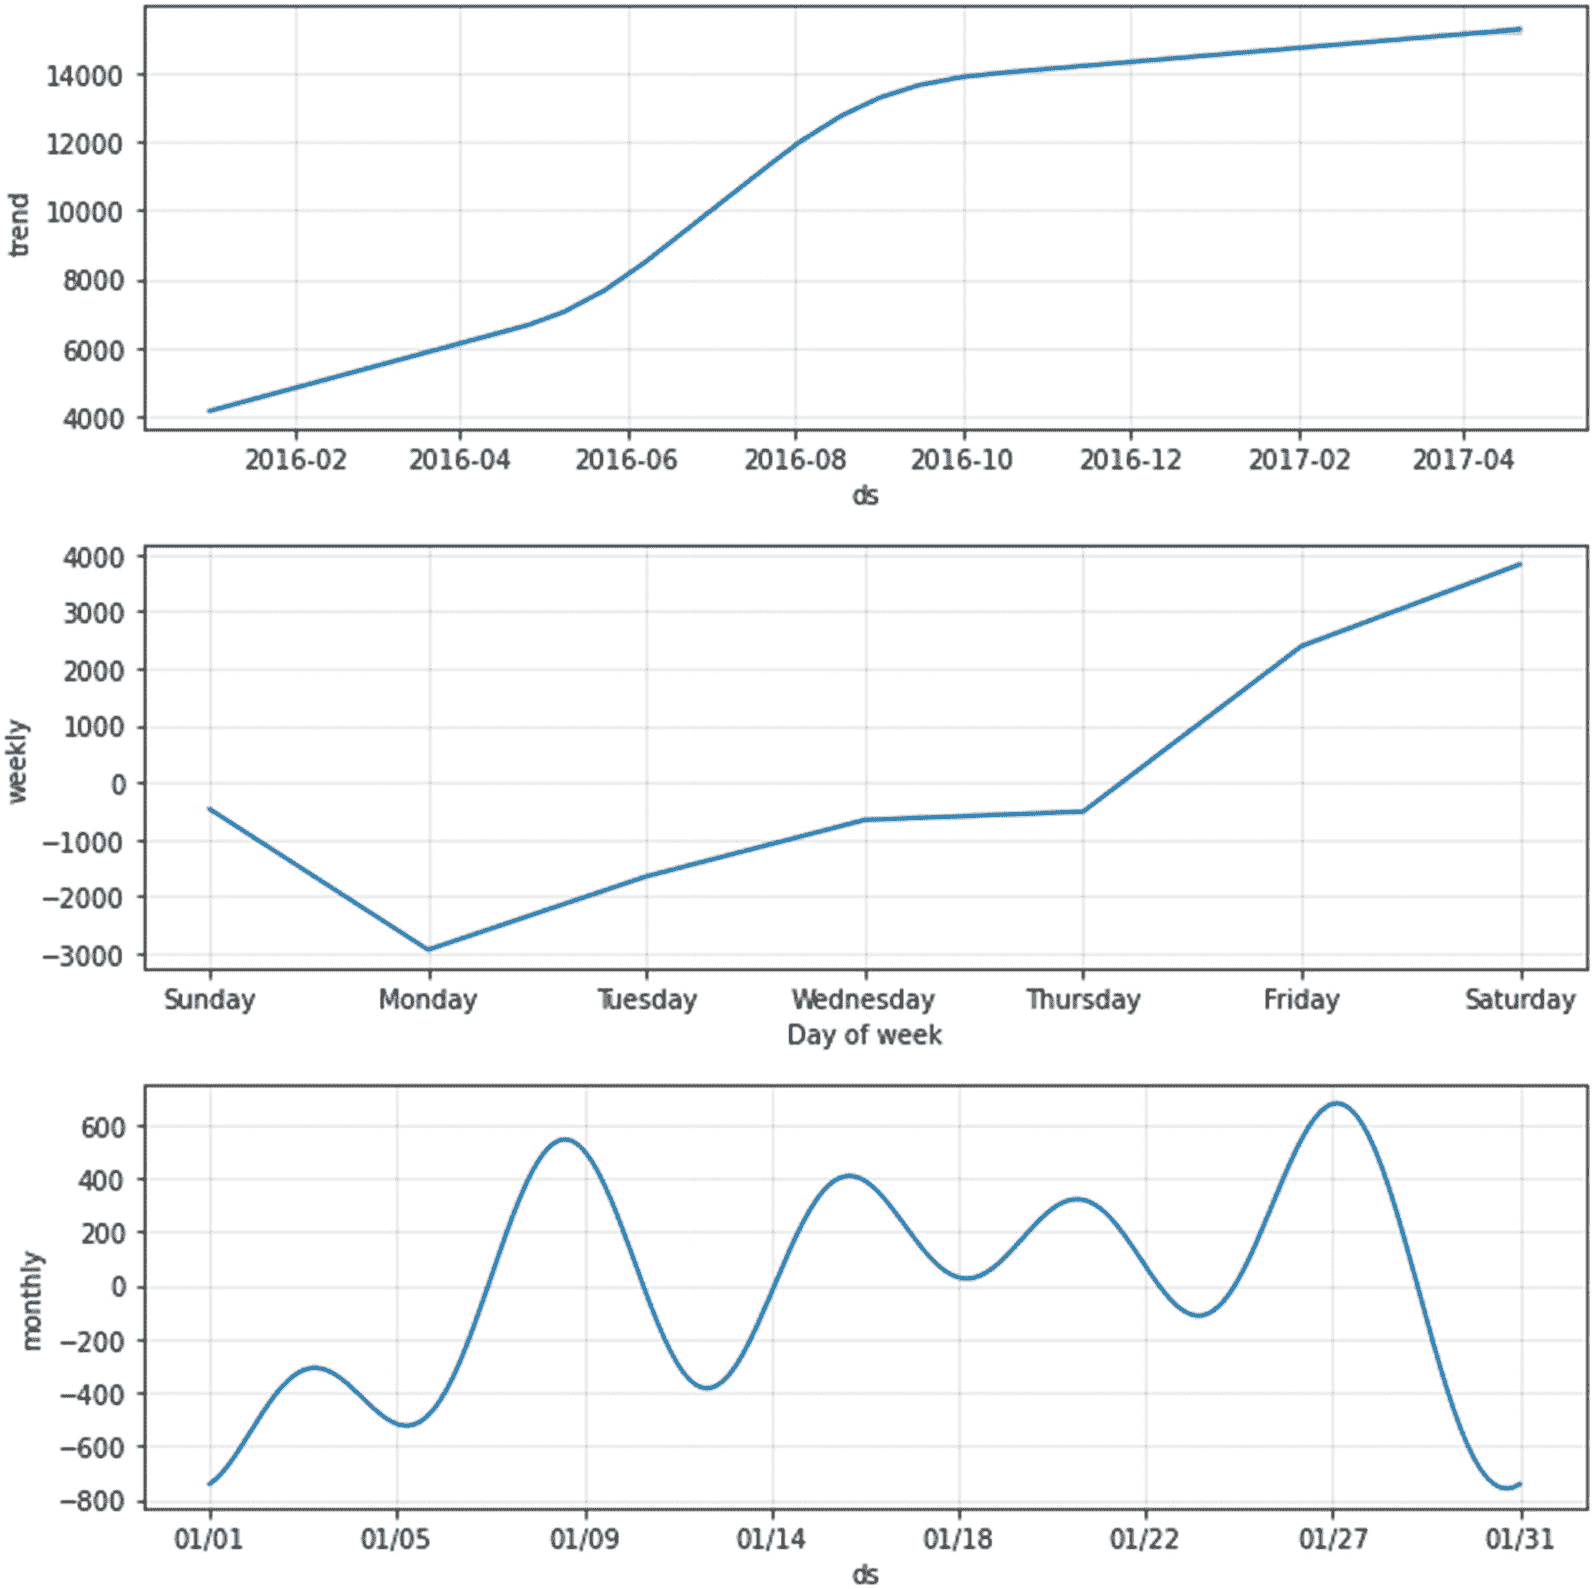 14000
12000
10000
8000
6000
4000
trend
2016-02 2016-04 2016-06 2016-08 2016-10 2016-12 2017-02 2017-04
ds
4000
3000
2000
1000
0
−1000
−2000
−3000
weekly
Sunday Monday Tuesday Wednesday Thursday Friday Saturday
Day of week
600
400
200
0
−200
−400
−600
−800
monthly
01/01 01/05 01/09 01/14 01/18 01/22 01/27 01/31
ds